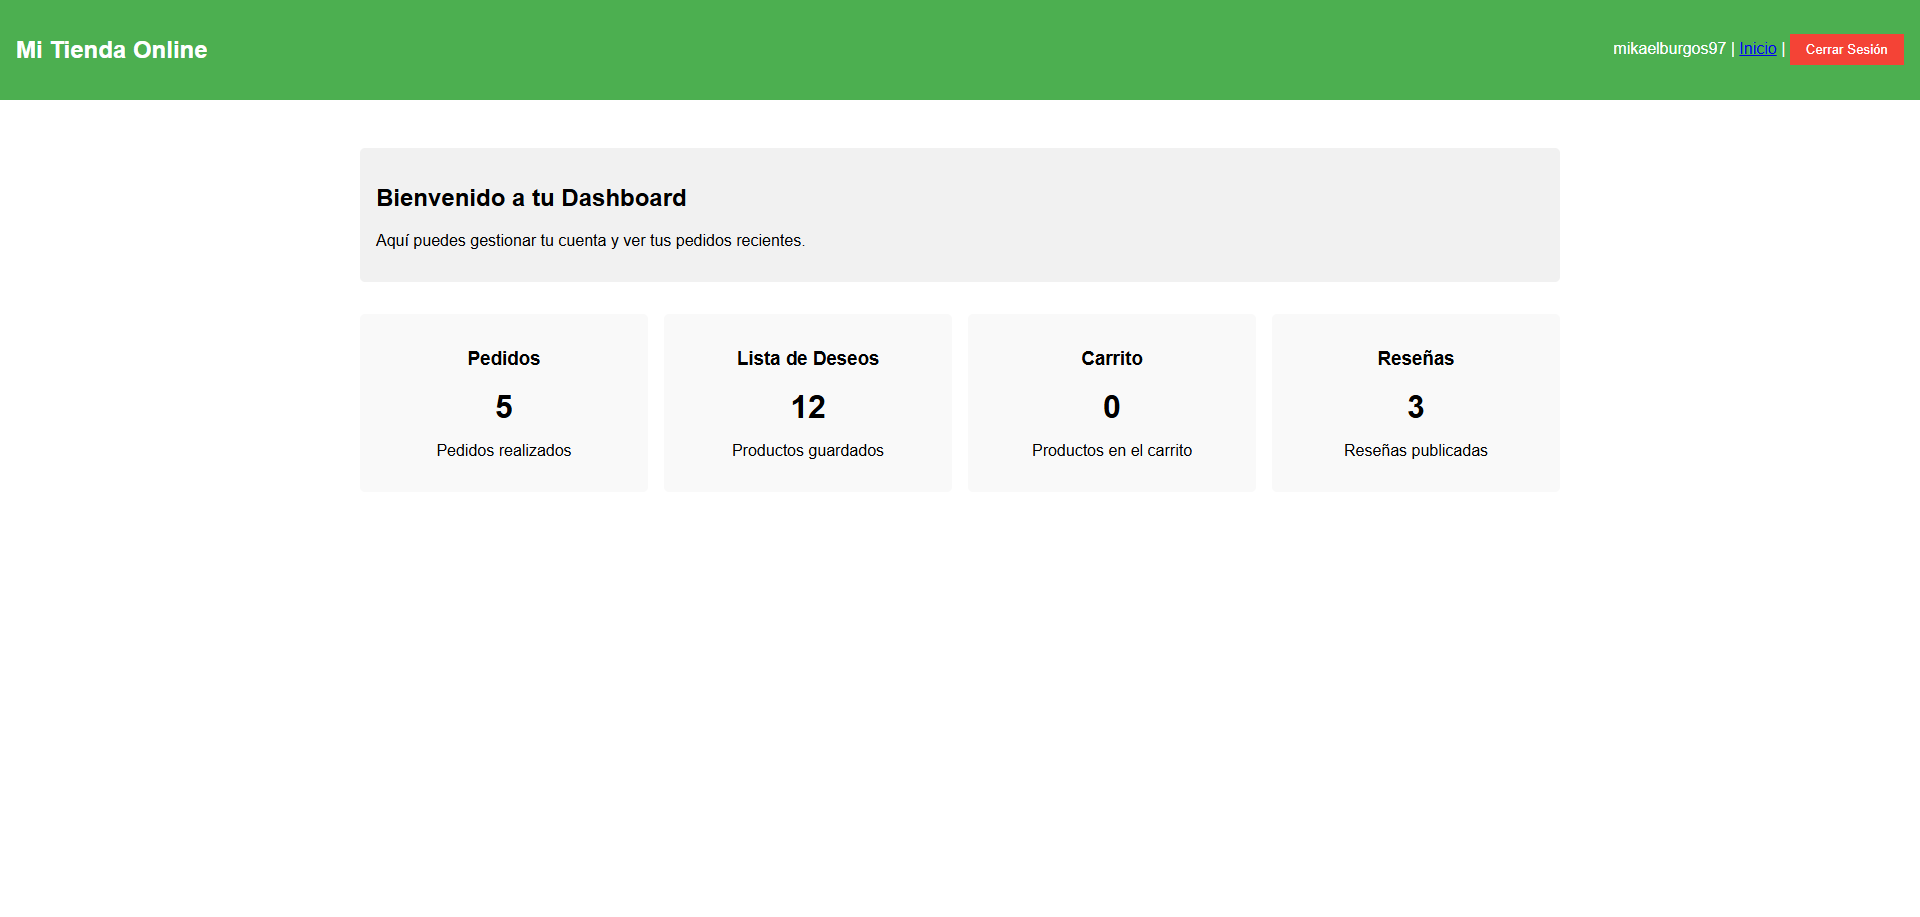 Mi Tienda Online
mikaelburgos97 | Inicio | Cerrar Sesión
Bienvenido a tu Dashboard
Aquí puedes gestionar tu cuenta y ver tus pedidos recientes.
Pedidos
5
Pedidos realizados
Lista de Deseos
12
Productos guardados
Carrito
0
Productos en el carrito
Reseñas
3
Reseñas publicadas